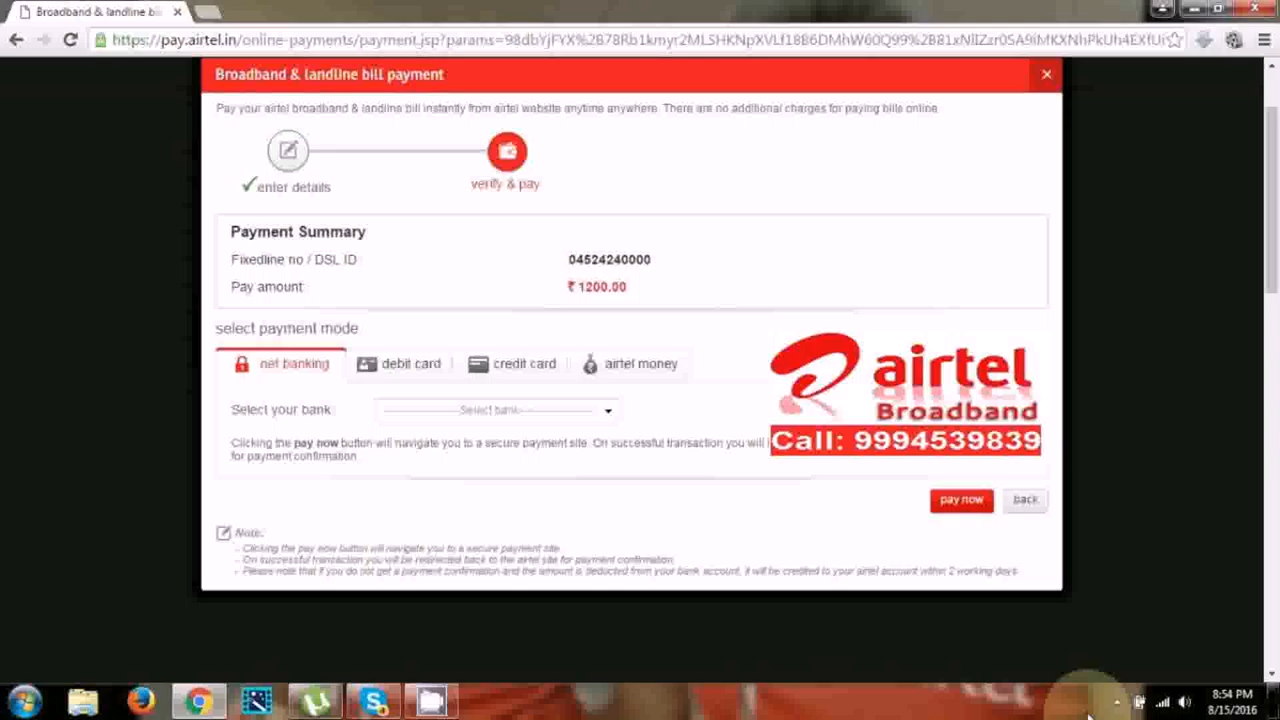 Broadband & landline bi
https://pay.airtel.in/online-payments/payment.jsp?params=
Broadband & landline bill payment
Pay your airtel broadband & landline bill instantly from airtel website anytime anywhere. There are no additional charges for paying bills online
enter details
verify & pay
Payment Summary
Fixedline no / DSL ID 04524240000
Pay amount ₹ 1200.00
select payment mode
net banking debit card credit card airtel money
Select your bank Select bank
Clicking the pay now button will navigate you to a secure payment site. On successful transaction you will
for payment confirmation
airtel
Broadband
Call: 9994539839
pay now back
Note:
- Clicking the pay now button will navigate you to a secure payment site
- On successful transaction you will be redirected back to the airtel site for payment confirmation
- Please note that if you do not get a payment confirmation and the amount is deducted from your bank account, it will be credited to your airtel account within 2 working days
8:54 PM
8/15/2016